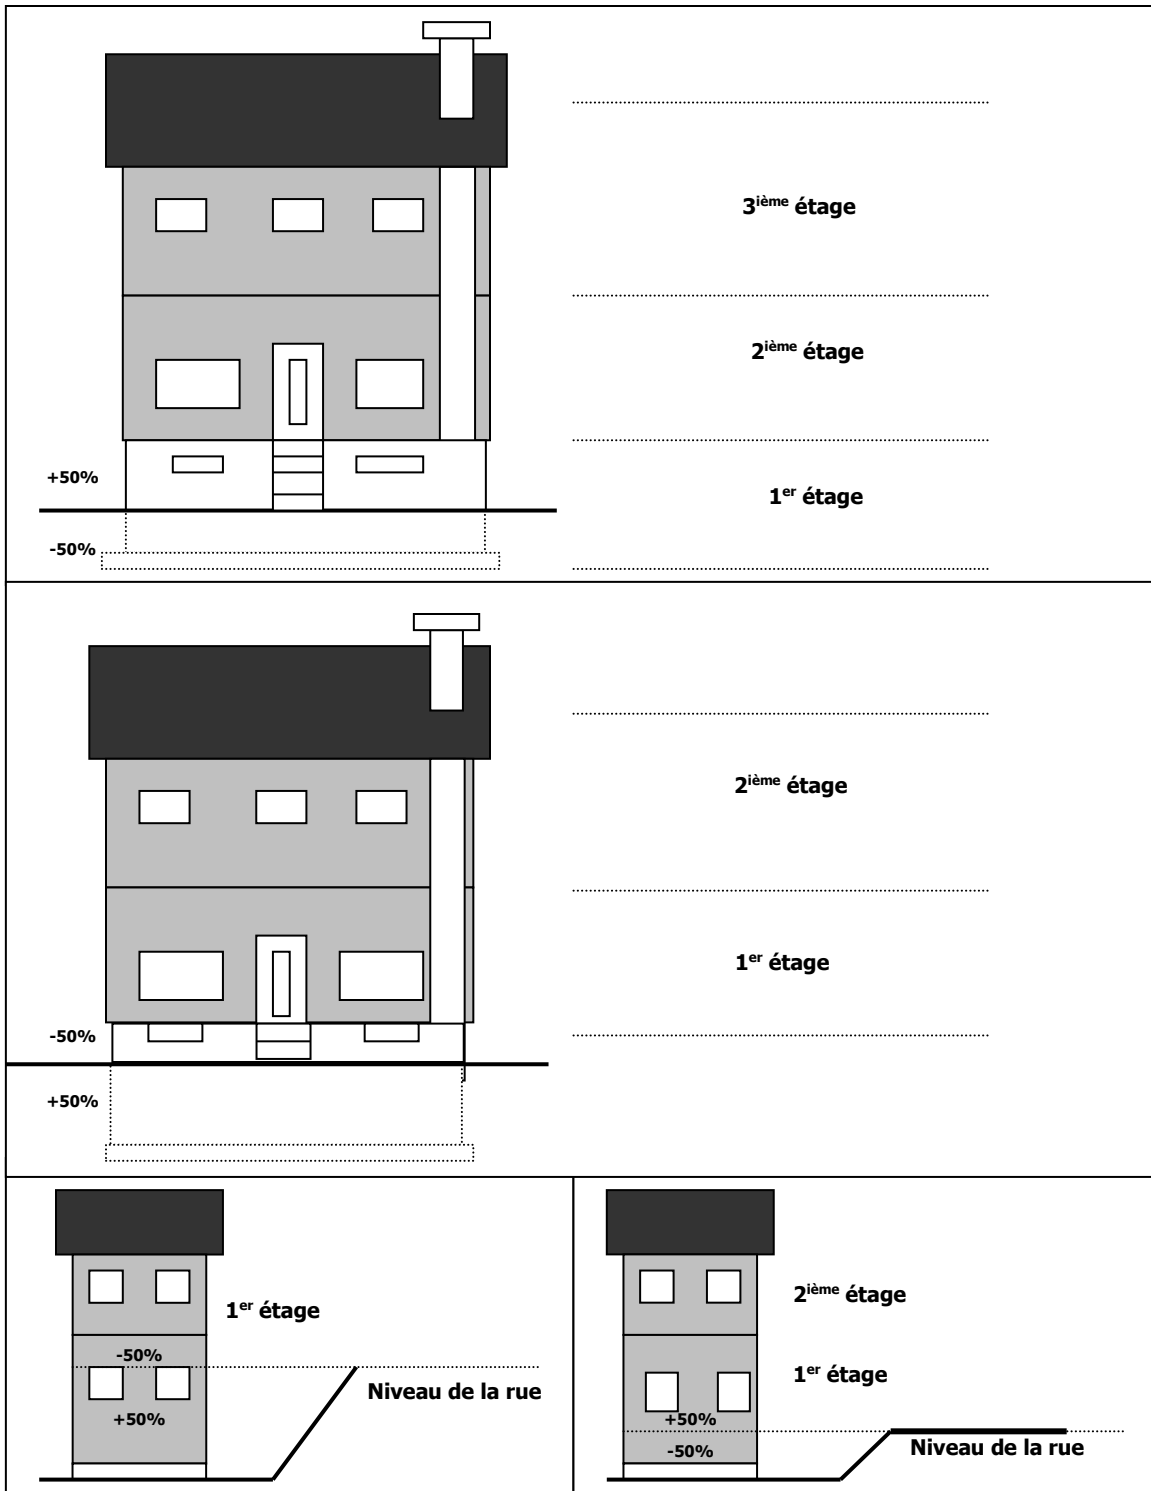 3ième étage
2ième étage
+50%
1er étage
-50%
2ième étage
1er étage
-50%
+50%
1er étage
-50%
Niveau de la rue
+50%
2ième étage
1er étage
+50%
Niveau de la rue
-50%